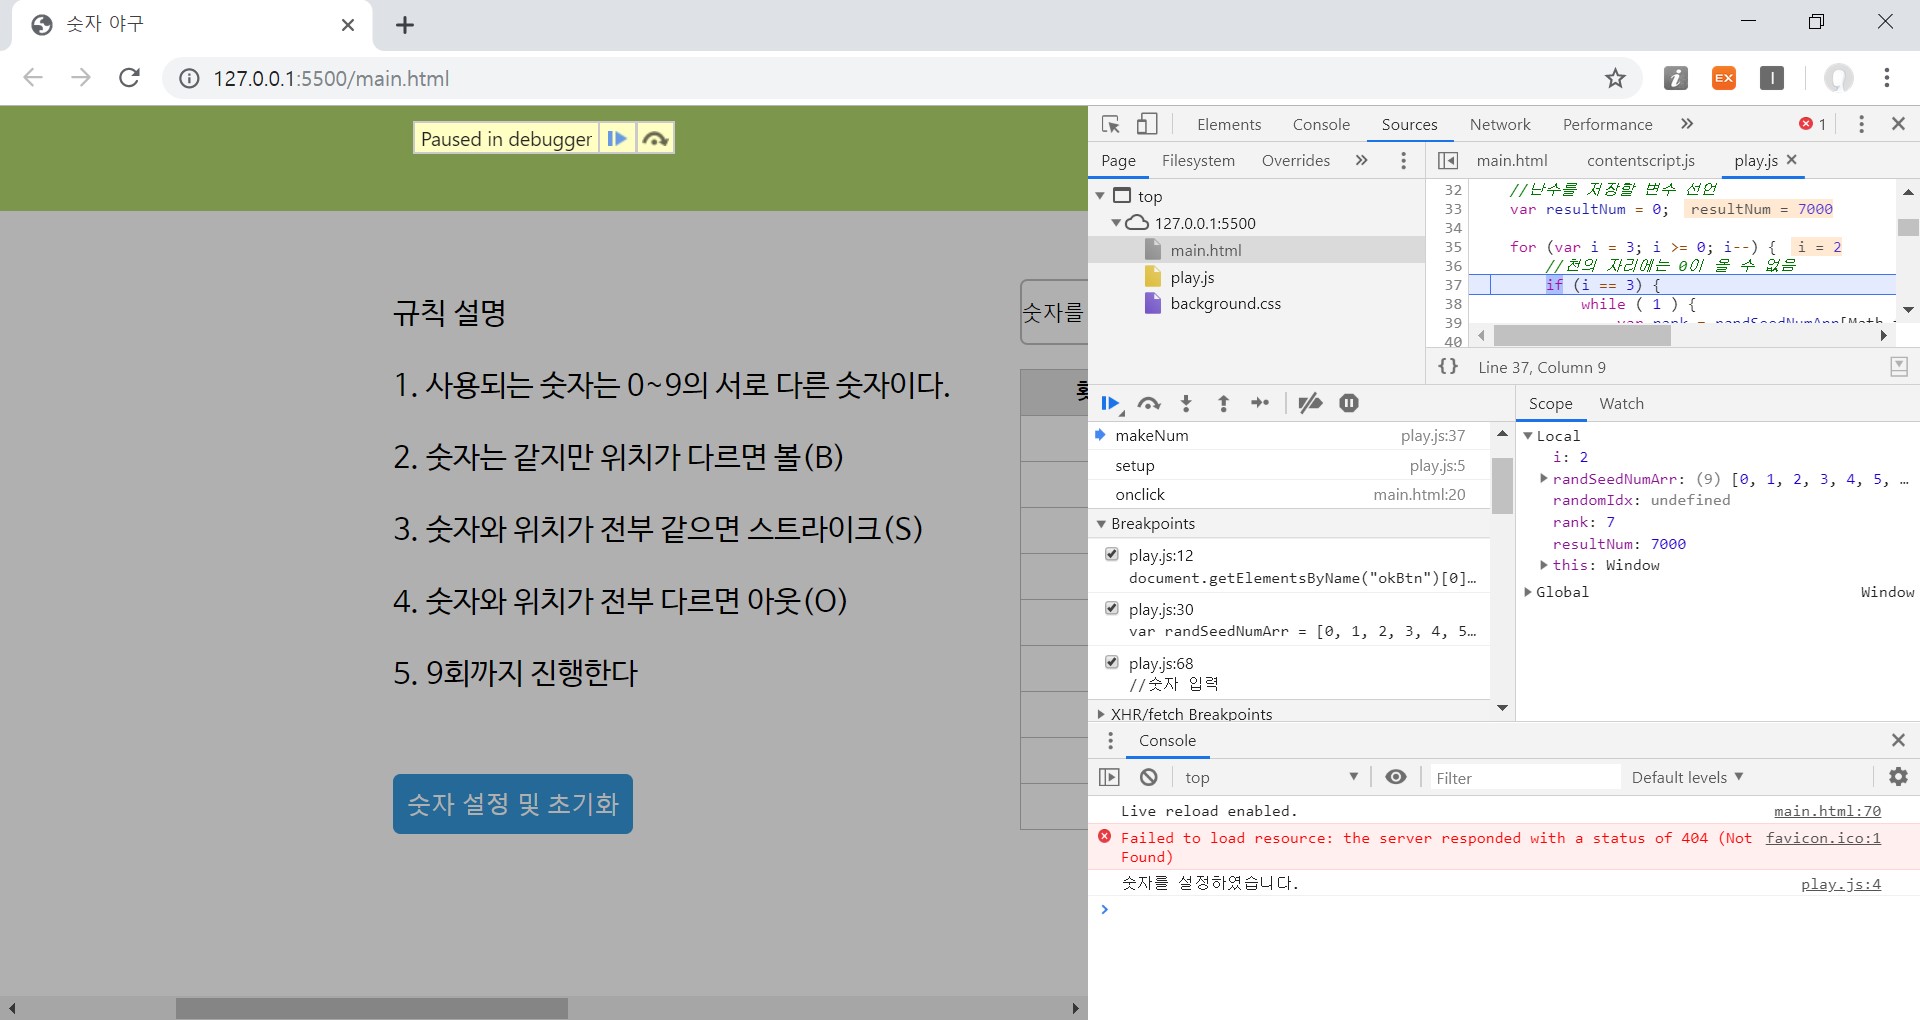 숫자 야구
127.0.0.1:5500/main.html
EX
Paused in debugger
규칙 설명
1. 사용되는 숫자는 0~9의 서로 다른 숫자이다.
2. 숫자는 같지만 위치가 다르면 볼(B)
3. 숫자와 위치가 전부 같으면 스트라이크(S)
4. 숫자와 위치가 전부 다르면 아웃(O)
5. 9회까지 진행한다
숫자 설정 및 초기화
숫자를
Elements Console Sources Network Performance » 1
Page Filesystem Overrides »
main.html contentscript.js play.js
top
127.0.0.1:5500
main.html
play.js
background.css
32 //난수를 저장할 변수 선언
33 var resultNum = 0; resultNum = 7000
34
35 for (var i = 3; i >= 0; i--) { i = 2
36 //천의 자리에는 0이 올 수 없음
37 if (i == 3) {
38 while ( 1 ) {
39 var rank = randSeedNumArr[Math
40
{} Line 37, Column 9
makeNum play.js:37
setup play.js:5
onclick main.html:20
Breakpoints
play.js:12
document.getElementsByName("okBtn")[0]…
play.js:30
var randSeedNumArr = [0, 1, 2, 3, 4, 5…
play.js:68
//숫자 입력
XHR/fetch Breakpoints
Scope Watch
Local
i: 2
randSeedNumArr: (9) [0, 1, 2, 3, 4, 5, …
randomIdx: undefined
rank: 7
resultNum: 7000
this: Window
Global Window
Console
top Filter Default levels
Live reload enabled. main.html:70
Failed to load resource: the server responded with a status of 404 (Not favicon.ico:1
Found)
숫자를 설정하였습니다. play.js:4